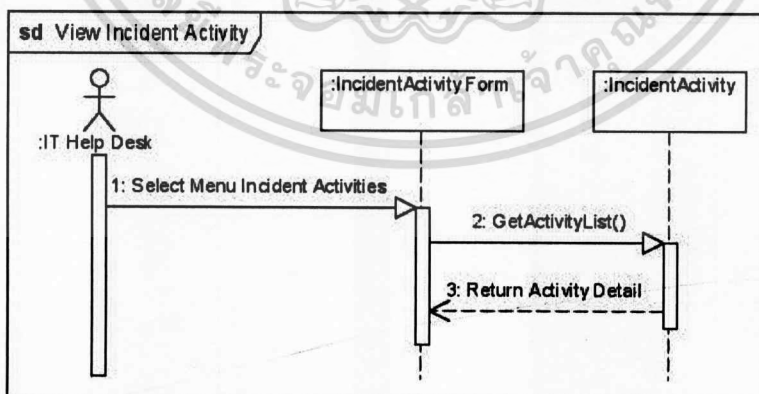 sd View Incident Activity
:IT Help Desk
:IncidentActivity Form
:IncidentActivity
1: Select Menu Incident Activities
2: GetActivityList()
3: Return Activity Detail